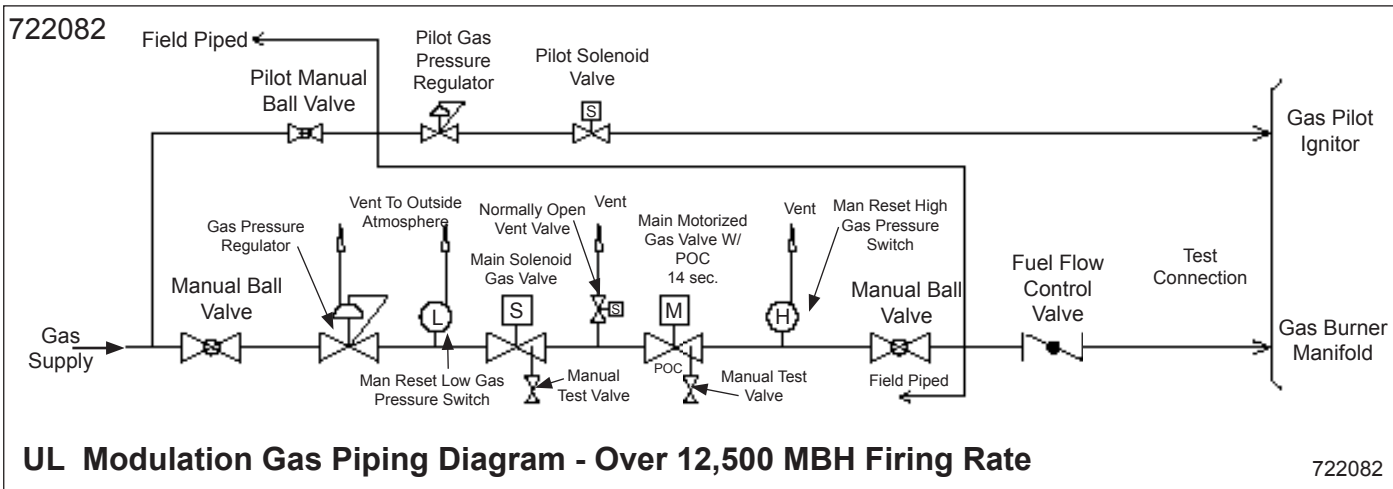 722082
Field Piped
Pilot Manual
Ball Valve
Pilot Gas
Pressure
Regulator
Pilot Solenoid
Valve
S
Gas Pilot
Ignitor
Gas Pressure
Regulator
Vent To Outside
Atmosphere
Normally Open
Vent Valve
Vent
Main Motorized
Gas Valve W/
POC
14 sec.
Vent
Man Reset High
Gas Pressure
Switch
Main Solenoid
Gas Valve
Manual Ball
Valve
Manual Ball
Valve
Fuel Flow
Control
Valve
Test
Connection
L
S
S
M
H
Gas
Supply
Gas Burner
Manifold
Man Reset Low Gas
Pressure Switch
Manual
Test Valve
POC
Manual Test
Valve
Field Piped
UL Modulation Gas Piping Diagram - Over 12,500 MBH Firing Rate
722082